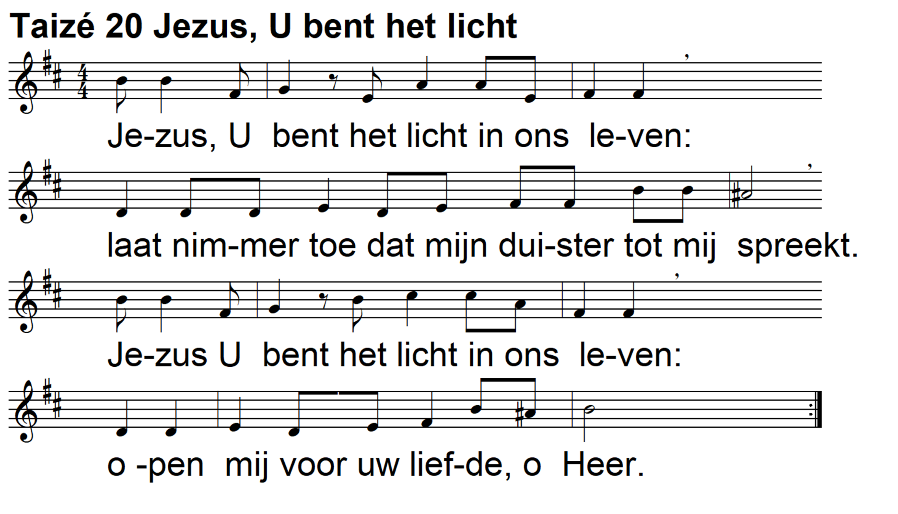 Taizé 20 Jezus, U bent het licht
4
4
Je-zus, U bent het licht in ons le-ven:
laat nim-mer toe dat mijn dui-ster tot mij spreekt.
Je-zus U bent het licht in ons le-ven:
o -pen mij voor uw lief-de, o Heer.